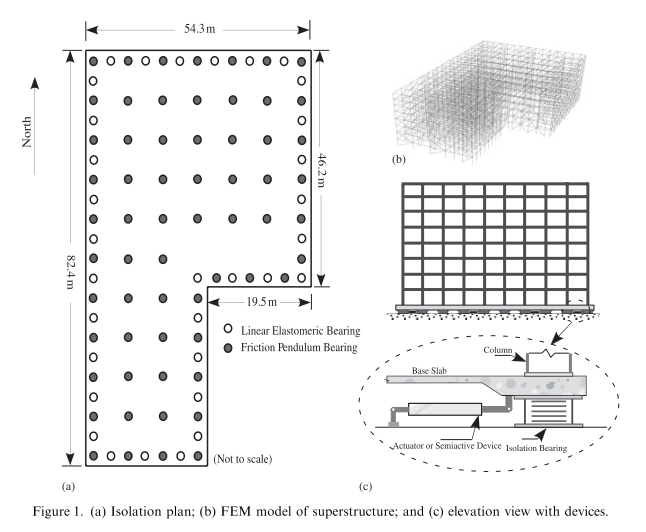 54.3 m
North
46.2 m
82.4 m
19.5 m
Linear Elastomeric Bearing
Friction Pendulum Bearing
(Not to scale)
(a)
(b)
Column
Base Slab
Actuator or Semiactive Device
Isolation Bearing
(c)
Figure 1. (a) Isolation plan; (b) FEM model of superstructure; and (c) elevation view with devices.